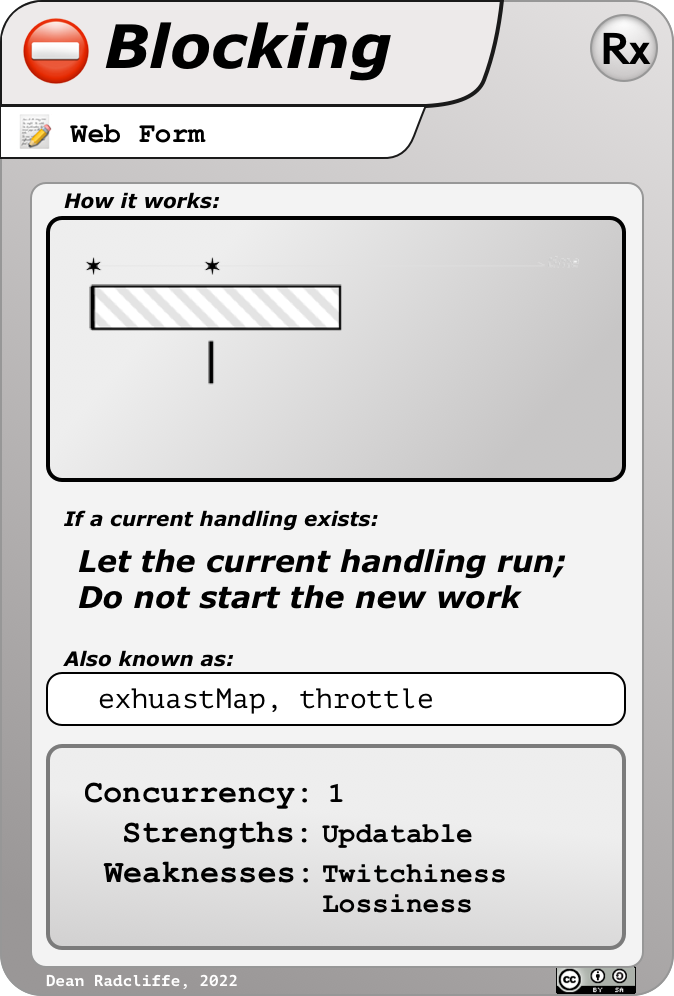 Blocking
Rx
Web Form
How it works:
If a current handling exists:
Let the current handling run;
Do not start the new work
Also known as:
exhuastMap, throttle
Concurrency: 1
Strengths: Updatable
Weaknesses: Twitchiness
Lossiness
Dean Radcliffe, 2022
cc
BY SA